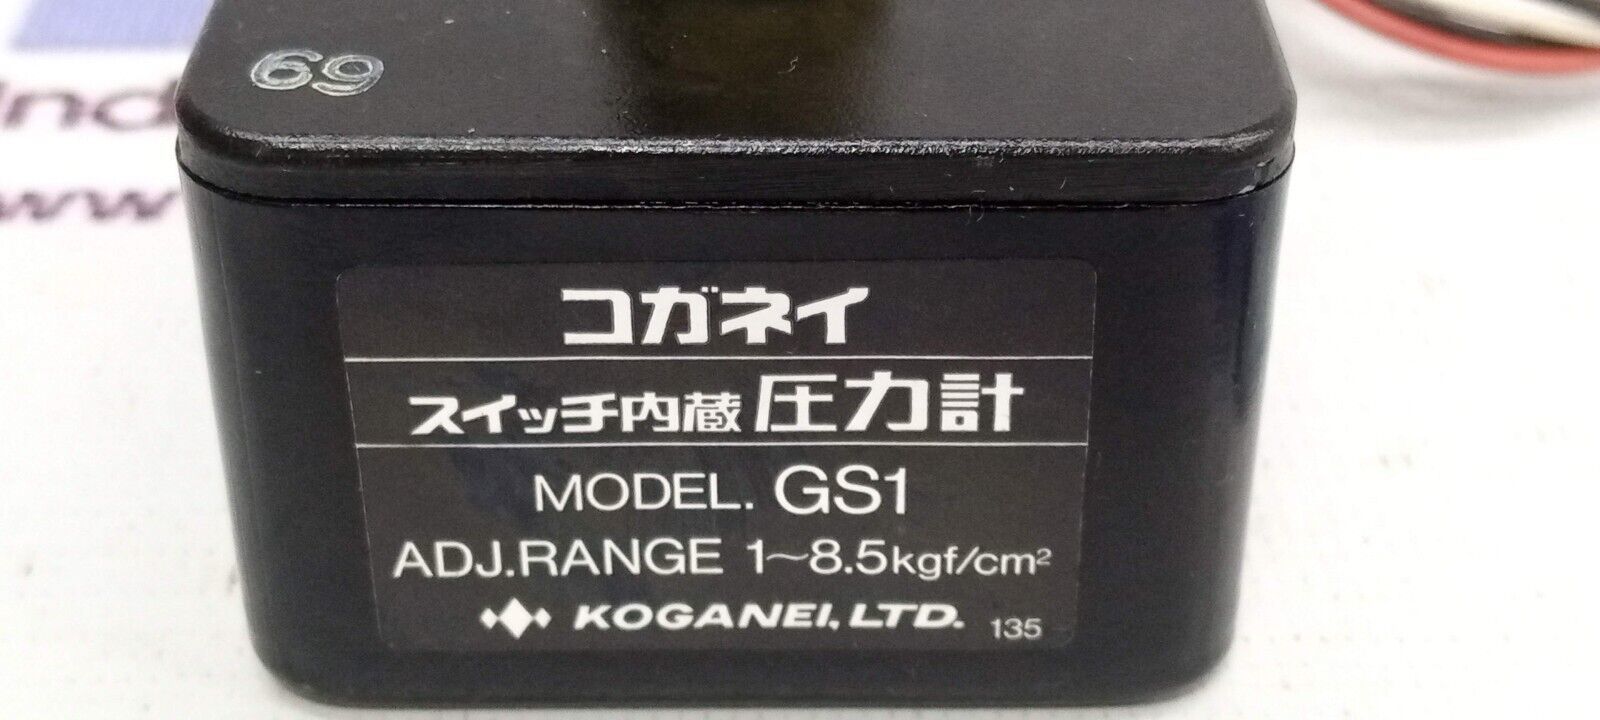 69
コガネイ
スイッチ内蔵 圧力計
MODEL. GS1
ADJ.RANGE 1~8.5kgf/cm²
KOGANEI, LTD. 135